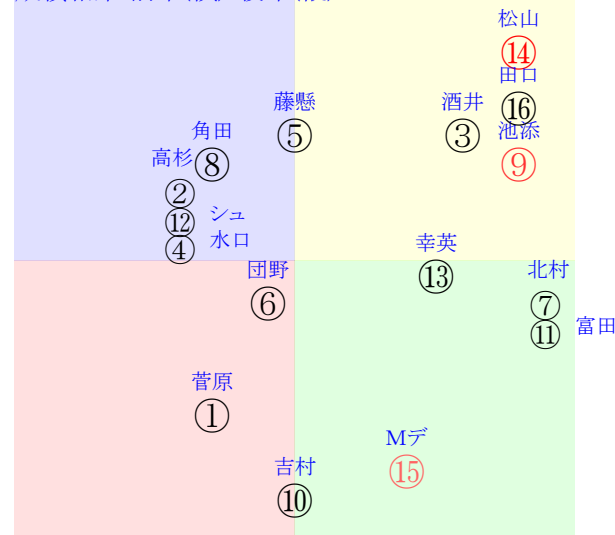 松山
⑭
田口
藤懸
酒井
⑯
⑤
③
池添
角田
⑧
⑨
高杉
②
シュ
⑫
水口
④
幸英
団野
⑬
北村
⑥
⑦
⑪
富田
菅原
①
Mデ
⑮
吉村
⑩